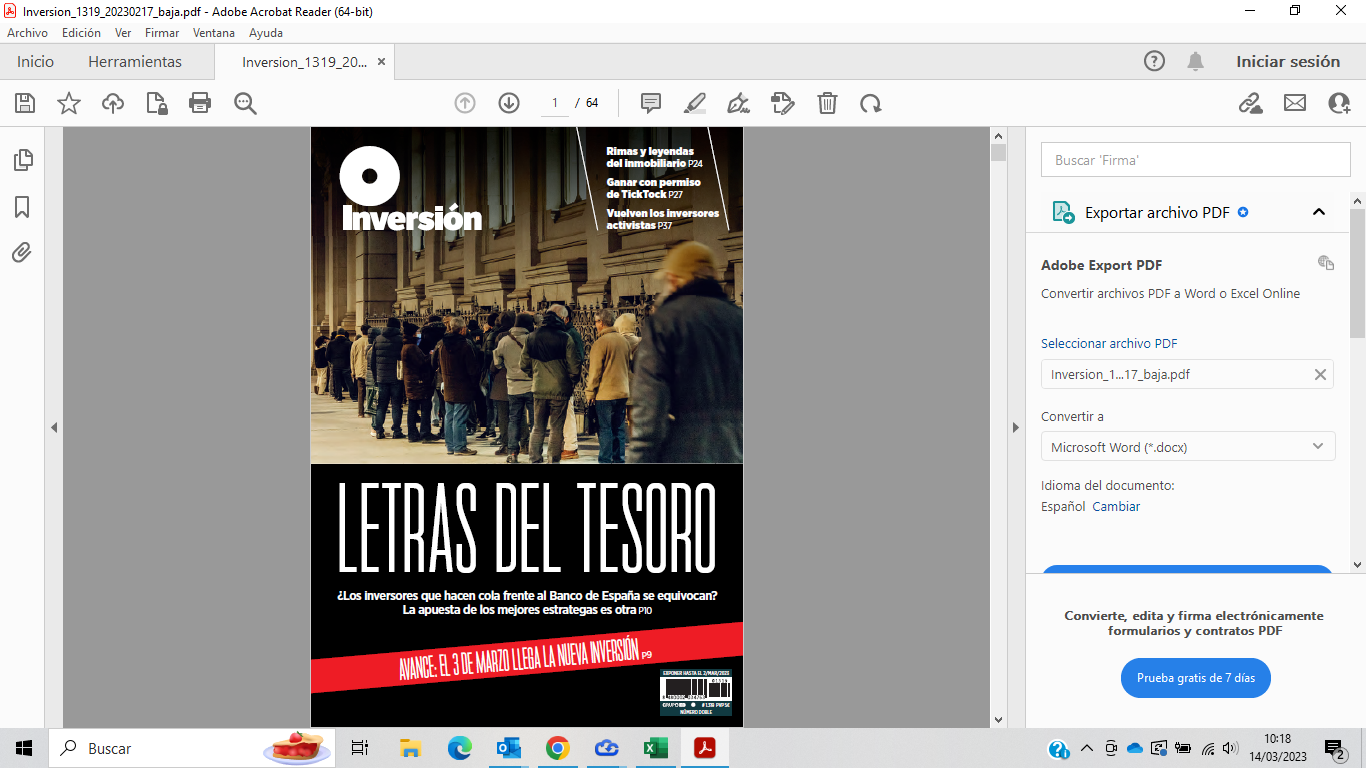 Inversion_1319_20230217_baja.pdf - Adobe Acrobat Reader (64-bit)
Archivo Edición Ver Firmar Ventana Ayuda
Inicio Herramientas Inversion_1319_20... Iniciar sesión
1 / 64
Inversión
Rimas y leyendas
del inmobiliario P24
Ganar con permiso
de TickTock P27
Vuelven los inversores
activistas P37
LETRAS DEL TESORO
¿Los inversores que hacen cola frente al Banco de España se equivocan?
La apuesta de los mejores estrategas es otra P10
AVANCE: EL 3 DE MARZO LLEGA LA NUEVA INVERSIÓN P9
NÚMERO DOBLE
Buscar 'Firma'
Exportar archivo PDF
Adobe Export PDF
Convertir archivos PDF a Word o Excel Online
Seleccionar archivo PDF
Inversion_1...17_baja.pdf
Convertir a
Microsoft Word (*.docx)
Idioma del documento:
Español Cambiar
Convierte, edita y firma electrónicamente
formularios y contratos PDF
Prueba gratis de 7 días
Buscar
10:18
14/03/2023
2